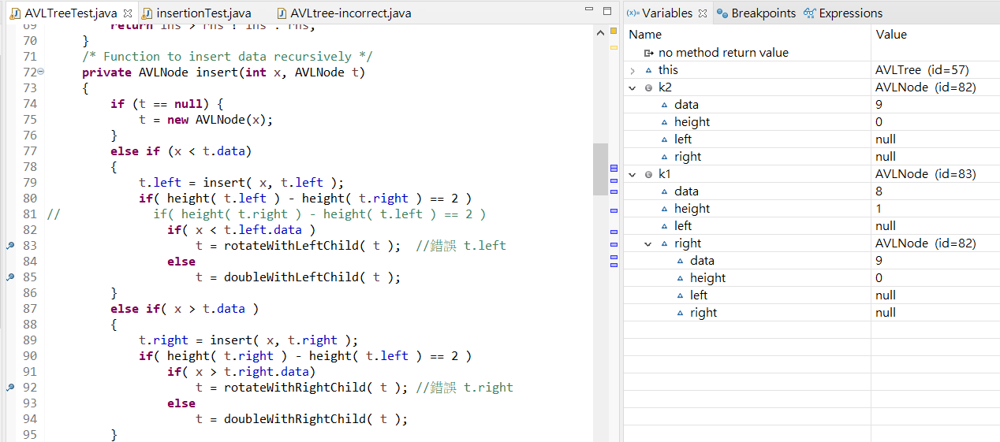 AVLTreeTest.java
insertionTest.java
AVLtree-incorrect.java
69 return lhs > rhs ? lhs : rhs;
70 }
71 /* Function to insert data recursively */
72 private AVLNode insert(int x, AVLNode t)
73 {
74 if (t == null) {
75 t = new AVLNode(x);
76 }
77 else if (x < t.data)
78 {
79 t.left = insert( x, t.left );
80 if( height( t.left ) - height( t.right ) == 2 )
81 // if( height( t.right ) - height( t.left ) == 2 )
82 if( x < t.left.data )
83 t = rotateWithLeftChild( t ); //錯誤 t.left
84 else
85 t = doubleWithLeftChild( t );
86 }
87 else if( x > t.data )
88 {
89 t.right = insert( x, t.right );
90 if( height( t.right ) - height( t.left ) == 2 )
91 if( x > t.right.data)
92 t = rotateWithRightChild( t ); //錯誤 t.right
93 else
94 t = doubleWithRightChild( t );
95 }
(x)= Variables
Breakpoints
Expressions
Name Value
no method return value
this AVLTree (id=57)
k2 AVLNode (id=82)
data 9
height 0
left null
right null
k1 AVLNode (id=83)
data 8
height 1
left null
right AVLNode (id=82)
data 9
height 0
left null
right null